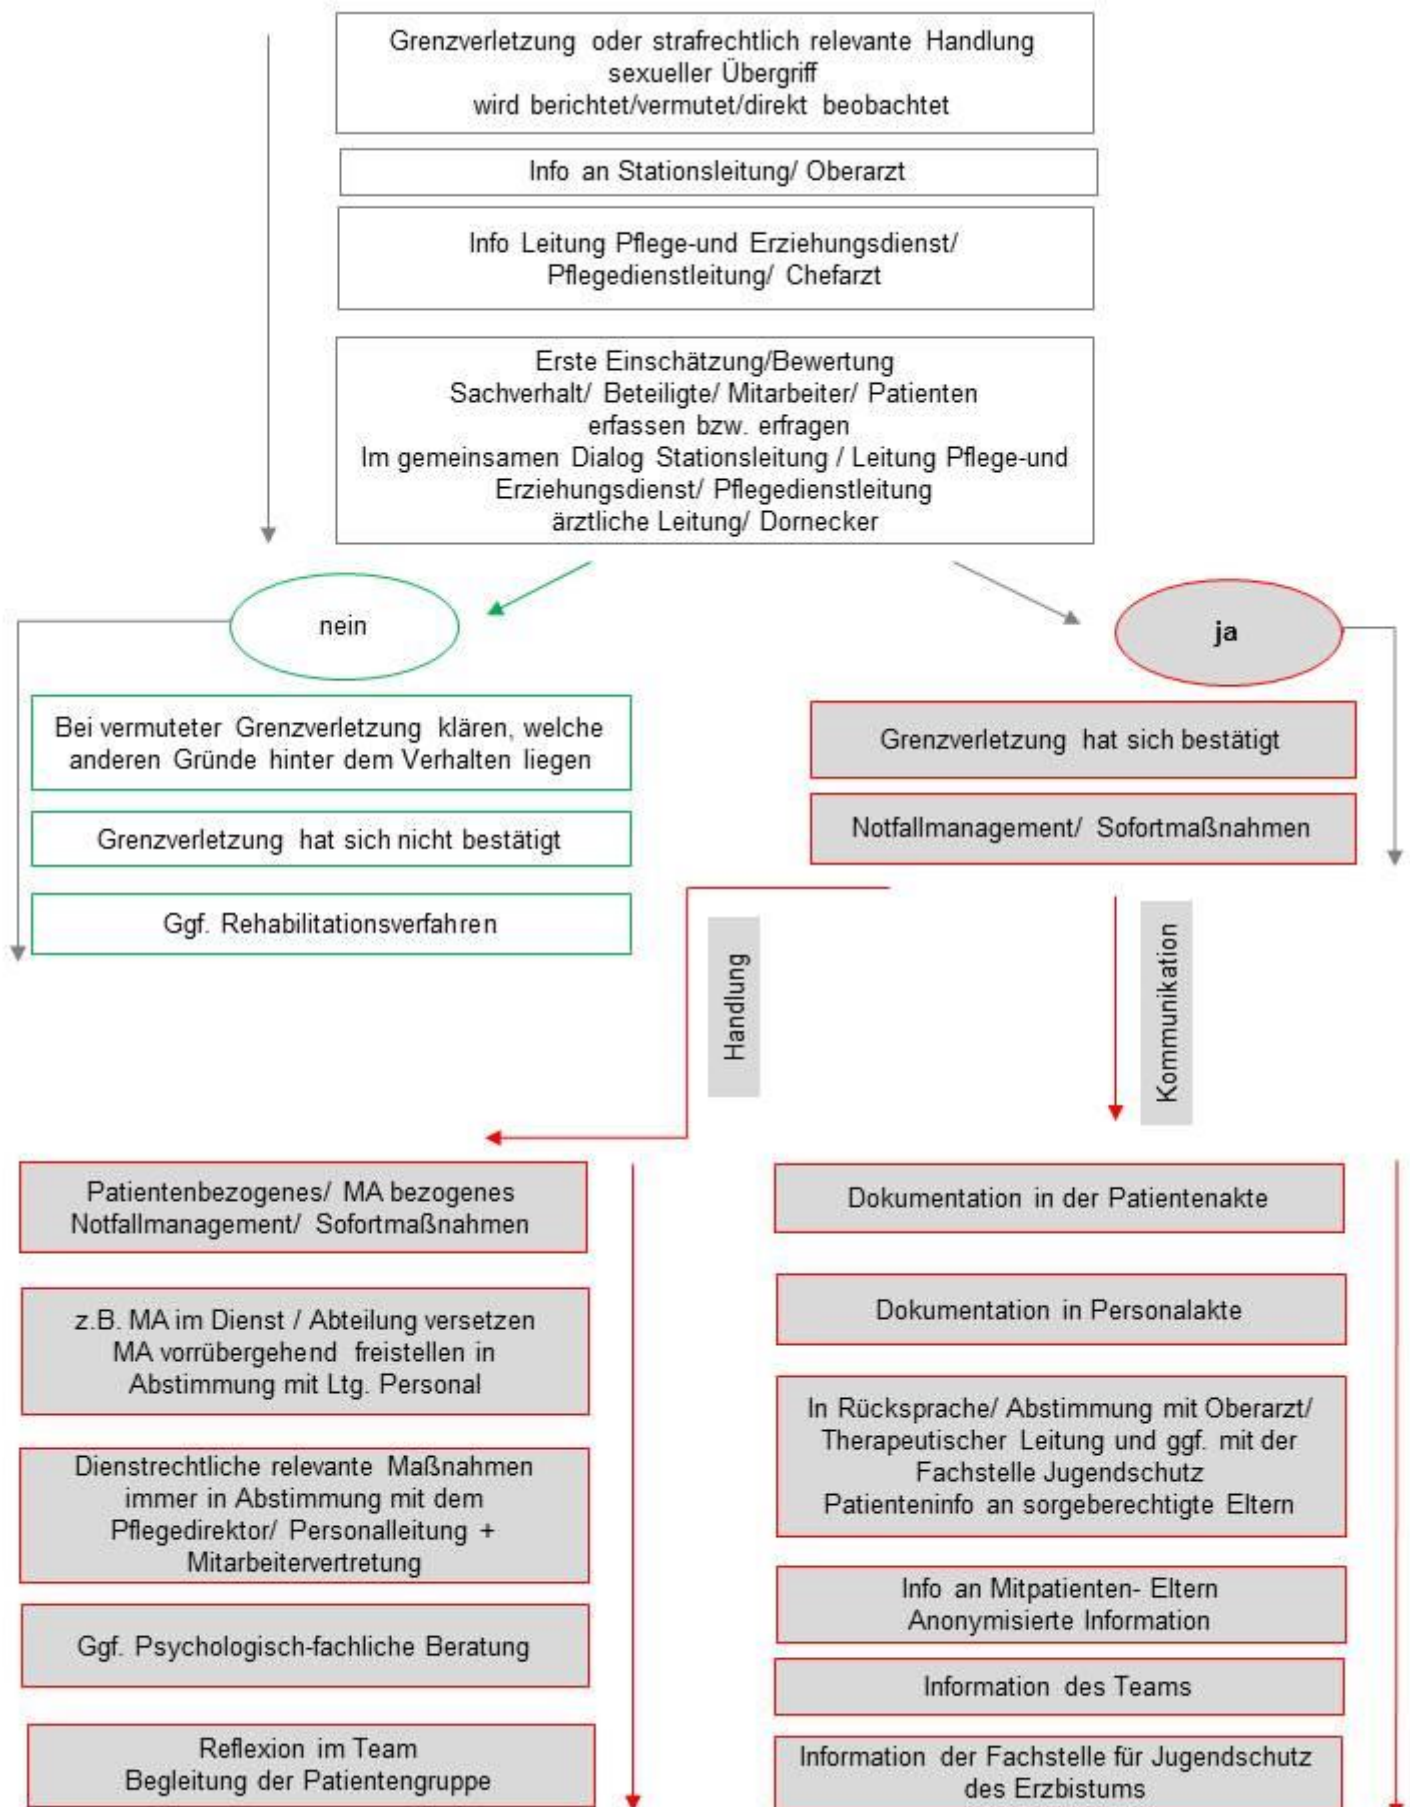 Grenzverletzung oder strafrechtlich relevante Handlung
sexueller Übergriff
wird berichtet/vermutet/direkt beobachtet
Info an Stationsleitung/ Oberarzt
Info Leitung Pflege-und Erziehungsdienst/
Pflegedienstleitung/ Chefarzt
Erste Einschätzung/Bewertung
Sachverhalt/ Beteiligte/ Mitarbeiter/ Patienten
erfassen bzw. erfragen
Im gemeinsamen Dialog Stationsleitung / Leitung Pflege-und
Erziehungsdienst/ Pflegedienstleitung
ärztliche Leitung/ Dornecker
nein
Bei vermuteter Grenzverletzung klären, welche
anderen Gründe hinter dem Verhalten liegen
Grenzverletzung hat sich nicht bestätigt
Ggf. Rehabilitationsverfahren
ja
Grenzverletzung hat sich bestätigt
Notfallmanagement/ Sofortmaßnahmen
Handlung
Kommunikation
Patientenbezogenes/ MA bezogenes
Notfallmanagement/ Sofortmaßnahmen
z.B. MA im Dienst / Abteilung versetzen
MA vorrübergehend freistellen in
Abstimmung mit Ltg. Personal
Dienstrechtliche relevante Maßnahmen
immer in Abstimmung mit dem
Pflegedirektor/ Personalleitung +
Mitarbeitervertretung
Ggf. Psychologisch-fachliche Beratung
Reflexion im Team
Begleitung der Patientengruppe
Dokumentation in der Patientenakte
Dokumentation in Personalakte
In Rücksprache/ Abstimmung mit Oberarzt/
Therapeutischer Leitung und ggf. mit der
Fachstelle Jugendschutz
Patienteninfo an sorgeberechtigte Eltern
Info an Mitpatienten- Eltern
Anonymisierte Information
Information des Teams
Information der Fachstelle für Jugendschutz
des Erzbistums